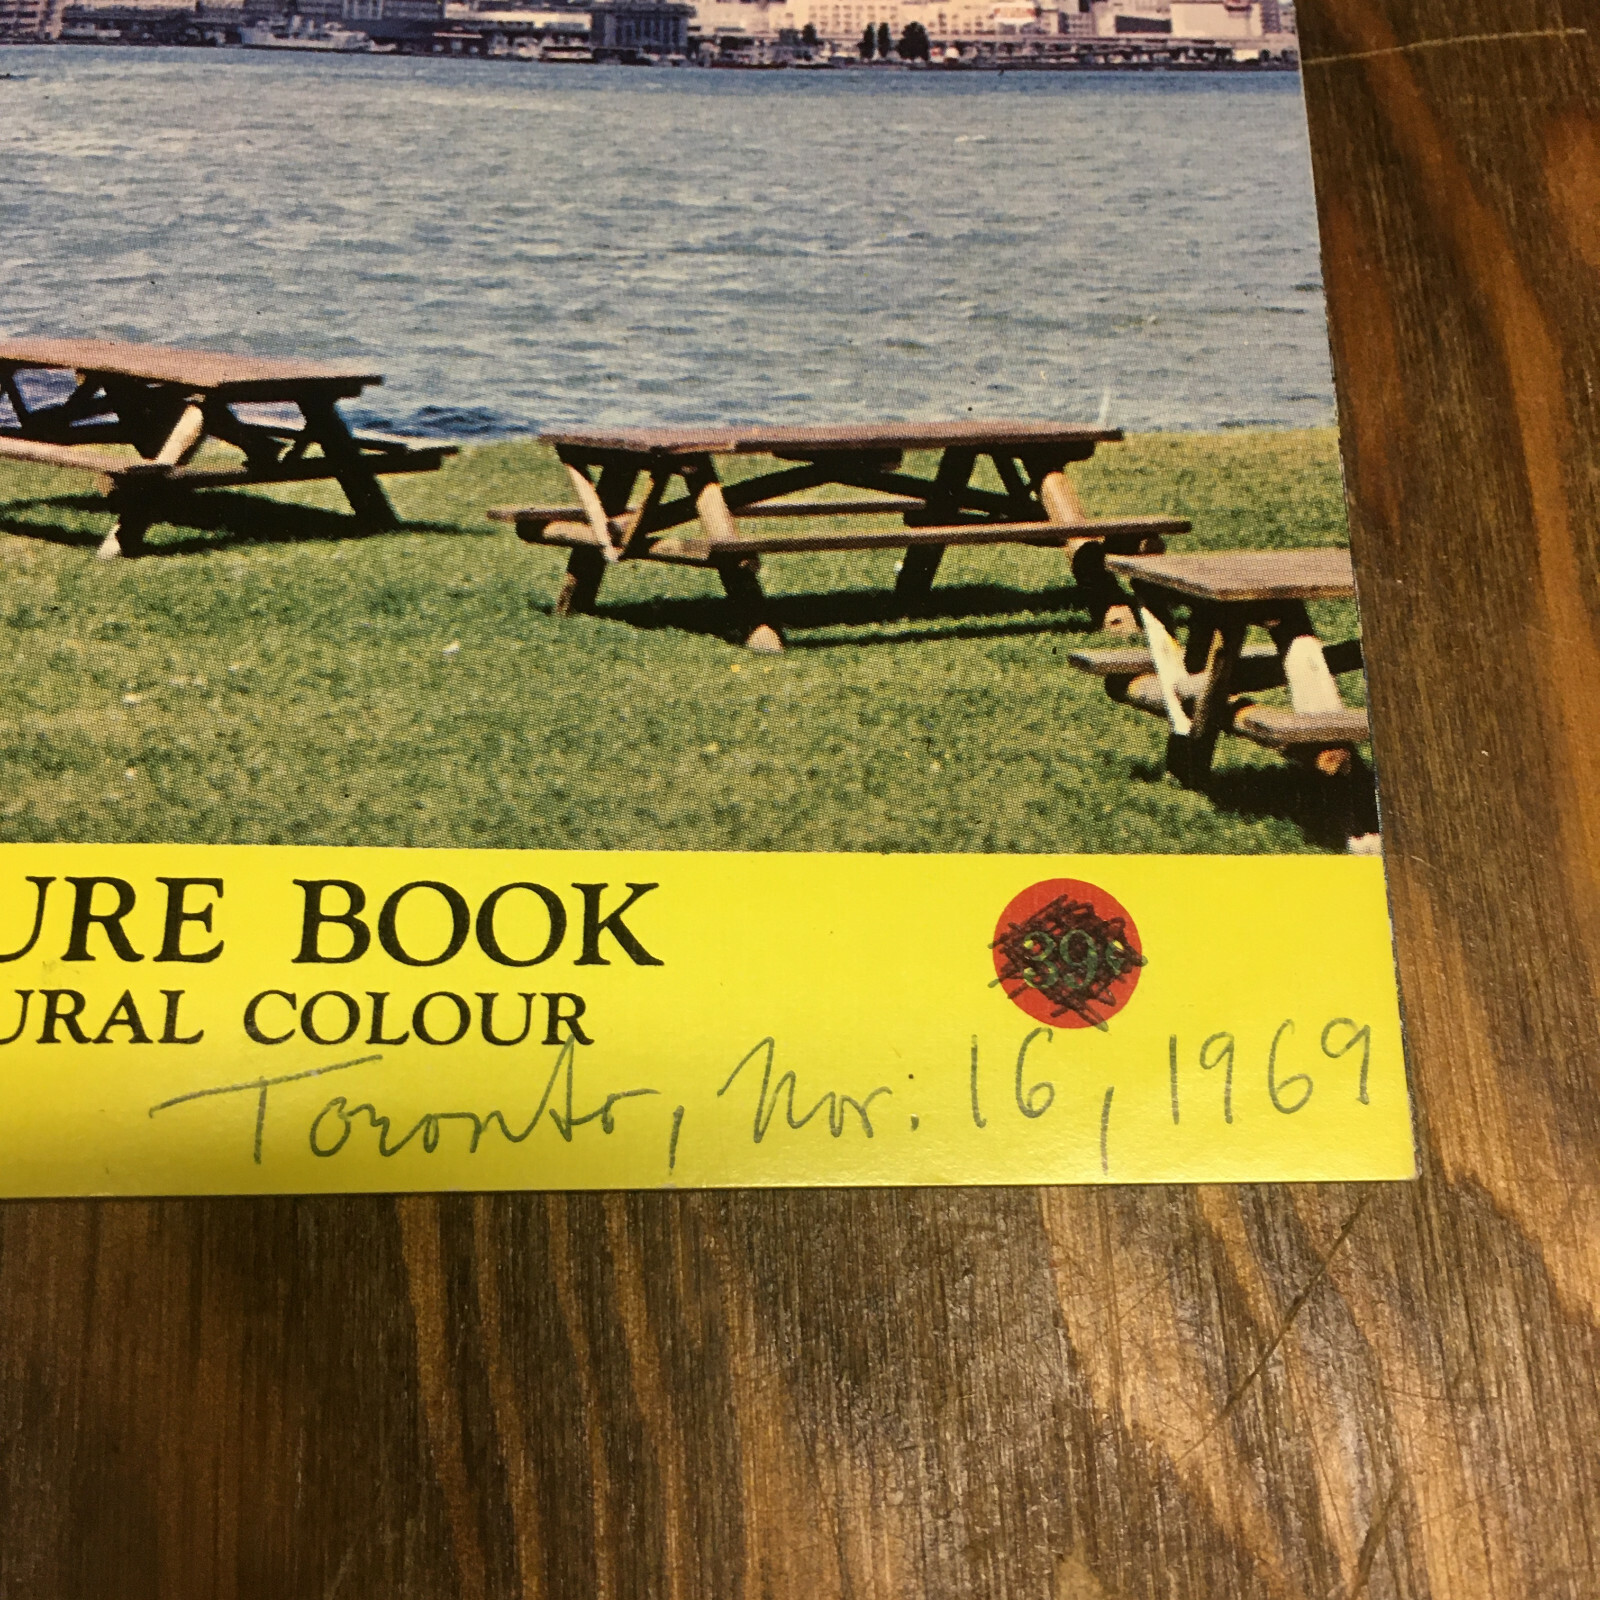 URE BOOK
URAL COLOUR
39¢
Toronto, Nov. 16, 1969